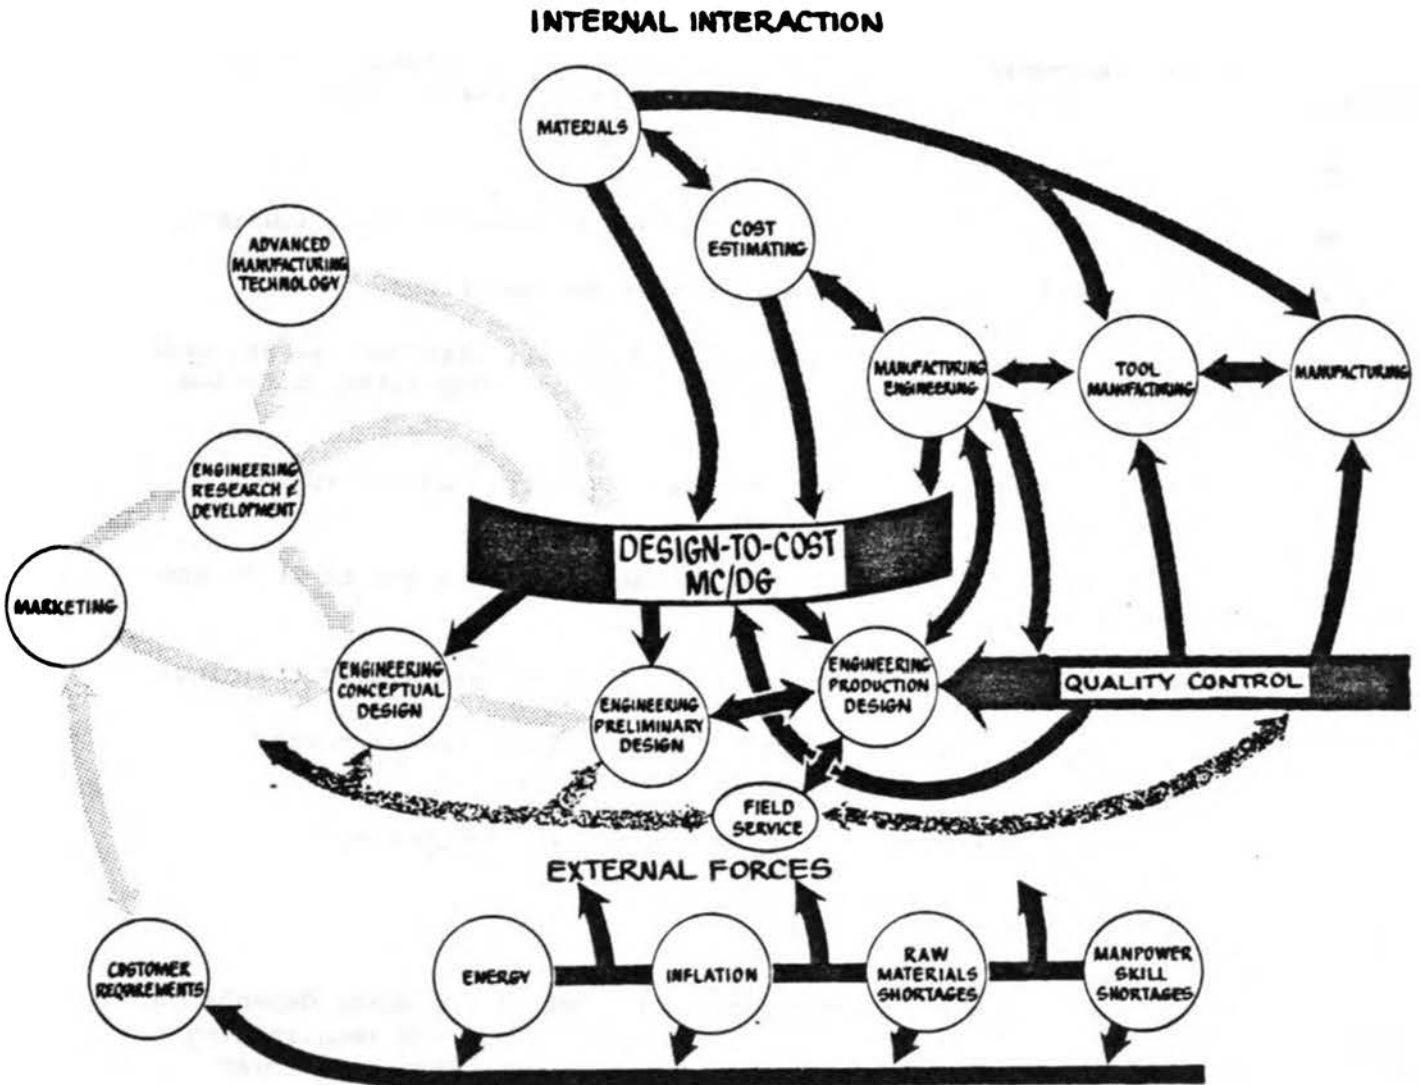 INTERNAL INTERACTION
MATERIALS
COST
ESTIMATING
ADVANCED
MANUFACTURING
TECHNOLOGY
MANUFACTURING
ENGINEERING
TOOL
MANUFACTURING
MANUFACTURING
ENGINEERING
RESEARCH &
DEVELOPMENT
DESIGN-TO-COST
MC/DG
MARKETING
ENGINEERING
CONCEPTUAL
DESIGN
ENGINEERING
PRELIMINARY
DESIGN
ENGINEERING
PRODUCTION
DESIGN
QUALITY CONTROL
FIELD
SERVICE
EXTERNAL FORCES
CUSTOMER
REQUIREMENTS
ENERGY
INFLATION
RAW
MATERIALS
SHORTAGES
MANPOWER
SKILL
SHORTAGES